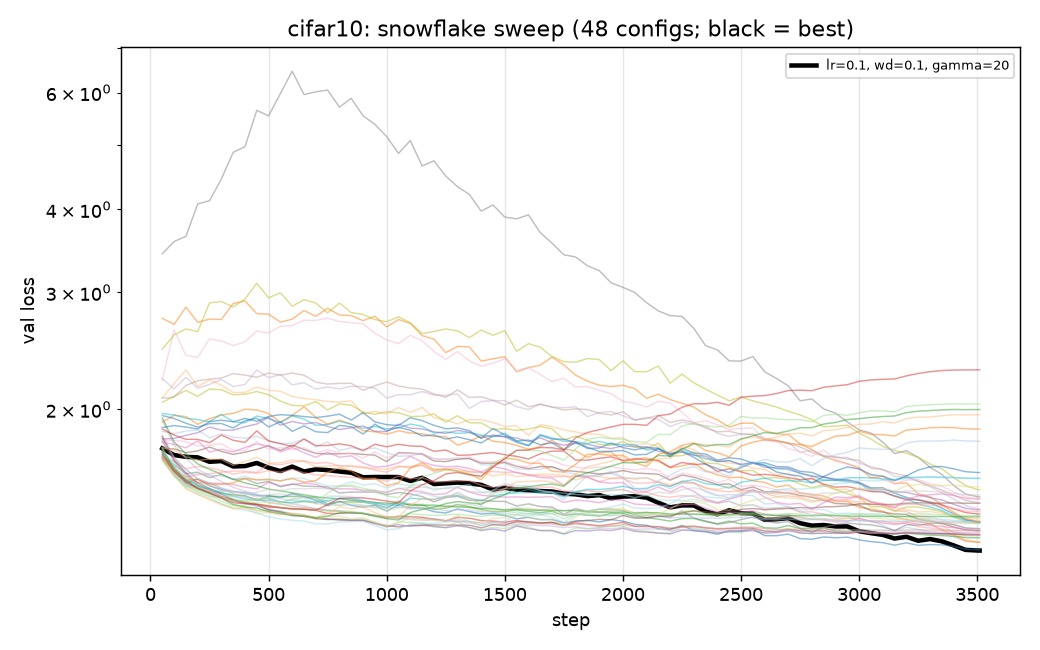 cifar10: snowflake sweep (48 configs; black = best)
lr=0.1, wd=0.1, gamma=20
6 × 10⁰
4 × 10⁰
3 × 10⁰
2 × 10⁰
val loss
0 500 1000 1500 2000 2500 3000 3500
step